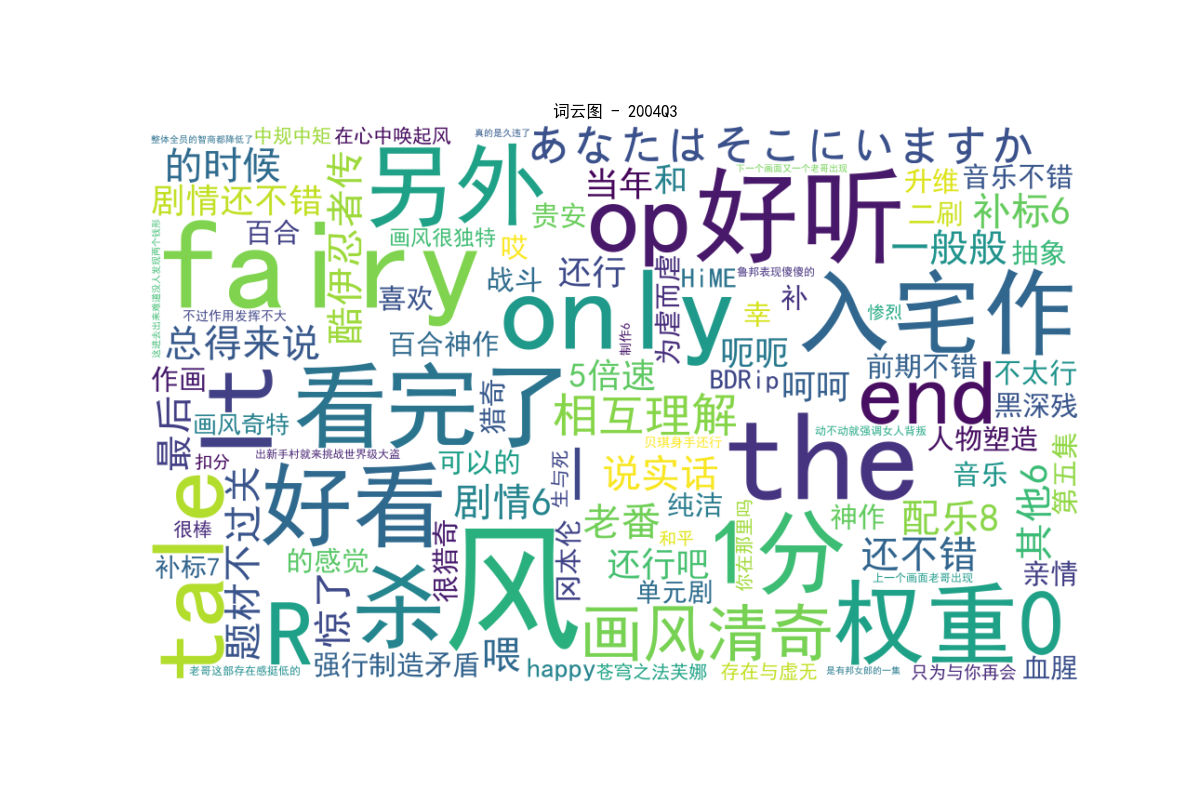 词云图 - 2004Q3
整体全员的智商都降低了
中规中矩
在心中唤起风
真的是久违了
あなたはそこにいますか
的时候
酷伊忍者传
另外
当年
和
下一个画面又一个老哥出现
升维
音乐不错
剧情还不错
贵安
op
好听
二刷
补标6
百合
画风很独特
哎
一般般
抽象
这进去出来难道没人发现两个钱形
fairy
战斗
还行
为虐而虐
HiME
鲁邦表现傻傻的
喜欢
only
补
入宅作
不过作用发挥不大
幸
惨烈
总得来说
百合神作
制作6
呃呃
前期不错
不太行
作画
It
看完了
猎奇
5倍速
BDRip
呵呵
end
黑深残
最后
画风奇特
相互理解
the
动不动就强调女人背叛
人物塑造
贝琪身手还行
扣分
出新手村就来挑战世界级大盗
可以的
生与死
一
说实话
音乐
第五集
tale
题材不过关
好看
剧情6
纯洁
其他6
很棒
老番
你在那里吗
1分
神作
配乐8
很猎奇
风
冈本伦
和平
补标7
的感觉
杀
还行吧
还不错
亲情
R
惊了
单元剧
上一个画面老哥出现
画风清奇
权重0
老哥这部存在感挺低的
强行制造矛盾
喂
happy
苍穹之法芙娜
存在与虚无
是有邦女郎的一集
只为与你再会
血腥